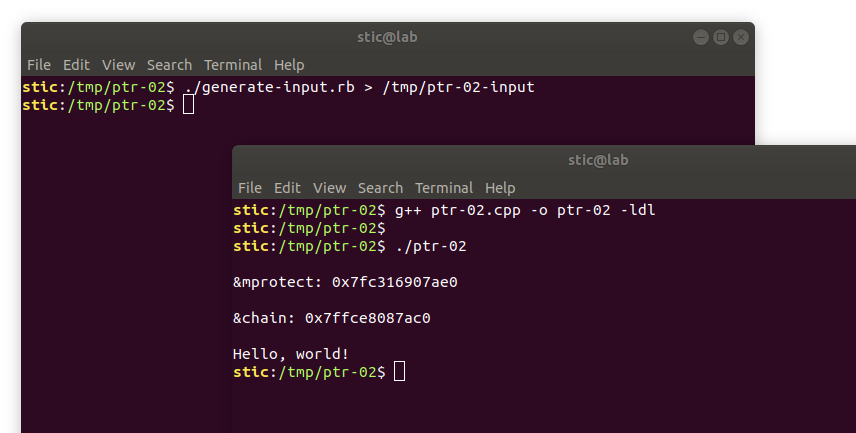 stic@lab
File Edit View Search Terminal Help
stic:/tmp/ptr-02$ ./generate-input.rb > /tmp/ptr-02-input
stic:/tmp/ptr-02$
stic@lab
File Edit View Search Terminal Help
stic:/tmp/ptr-02$ g++ ptr-02.cpp -o ptr-02 -ldl
stic:/tmp/ptr-02$
stic:/tmp/ptr-02$ ./ptr-02
&mprotect: 0x7fc316907ae0
&chain: 0x7ffce8087ac0
Hello, world!
stic:/tmp/ptr-02$